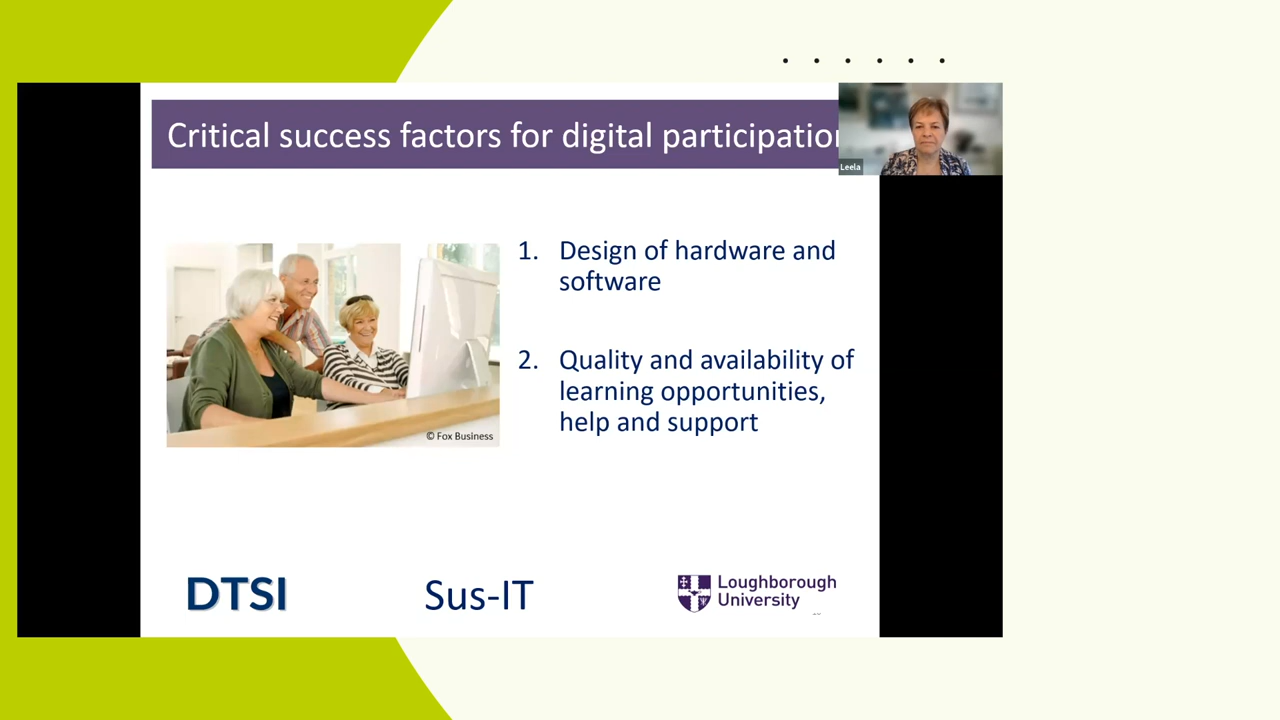 Critical success factors for digital participation
Leela
1. Design of hardware and
software
2. Quality and availability of
learning opportunities,
help and support
© Fox Business
DTSI
Sus-IT
Loughborough
University